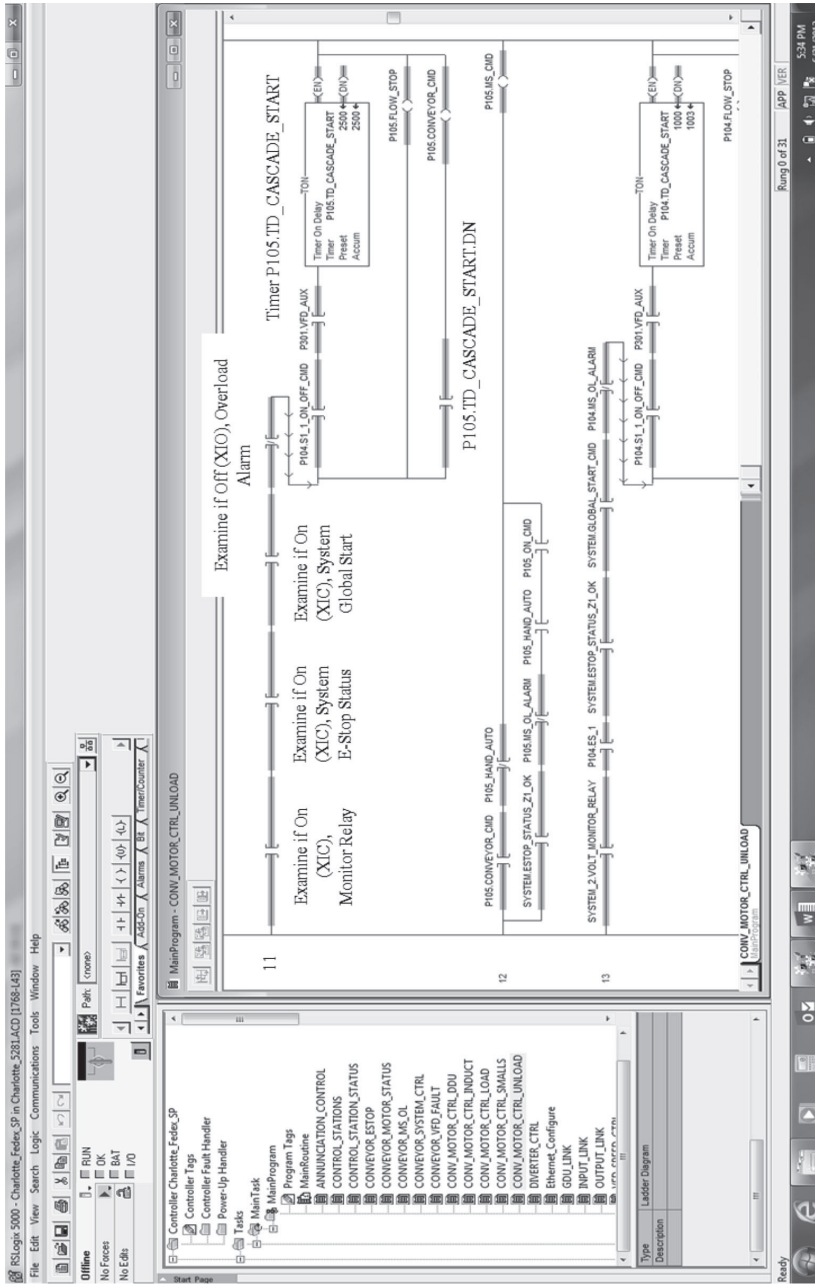 RSLogix 5000 - Charlotte_Fedex_SP in Charlotte_5281.ACD [1768-L43]
File Edit View Search Logic Communications Tools Window Help
Offline
RUN
No Forces
OK
No Edits
BAT
I/O
Path: <none>
Favorites
Add-On
Alarms
Bit
Timer/Counter
Start Page
Controller Charlotte_Fedex_SP
Controller Tags
Controller Fault Handler
Power-Up Handler
Tasks
MainTask
MainProgram
Program Tags
MainRoutine
ANNUNCIATION_CONTROL
CONTROL_STATIONS
CONTROL_STATION_STATUS
CONVEYOR_ESTOP
CONVEYOR_MOTOR_STATUS
CONVEYOR_MS_OL
CONVEYOR_SYSTEM_CTRL
CONVEYOR_VFD_FAULT
CONV_MOTOR_CTRL_DDU
CONV_MOTOR_CTRL_INDUCT
CONV_MOTOR_CTRL_LOAD
CONV_MOTOR_CTRL_SMALLS
CONV_MOTOR_CTRL_UNLOAD
DIVERTER_CTRL
Ethernet_Configure
GDU_LINK
INPUT_LINK
OUTPUT_LINK
Type Ladder Diagram
Description
MainProgram - CONV_MOTOR_CTRL_UNLOAD
11
Examine if On (XIC), Monitor Relay
Examine if On (XIC), System E-Stop Status
Examine if On (XIC), System Global Start
Examine if Off (XIO), Overload Alarm
Timer P105.TD_CASCADE_START
P104.S1_1_ON_OFF_CMD
P301.VFD_AUX
TON
Timer On Delay
Timer P105.TD_CASCADE_START
Preset 2500
Accum 2500
EN
DN
P105.FLOW_STOP
P105.CONVEYOR_CMD
P105.TD_CASCADE_START.DN
12
P105.CONVEYOR_CMD
P105_HAND_AUTO
P105.MS_CMD
SYSTEM.ESTOP_STATUS_Z1_OK
P105.MS_OL_ALARM
P105_HAND_AUTO
P105_ON_CMD
13
SYSTEM_2.VOLT_MONITOR_RELAY
P104.ES_1
SYSTEM.ESTOP_STATUS_Z1_OK
SYSTEM.GLOBAL_START_CMD
P104.MS_OL_ALARM
P104.S1_1_ON_OFF_CMD
P301.VFD_AUX
TON
Timer On Delay
Timer P104.TD_CASCADE_START
Preset 1000
Accum 1003
EN
DN
P104.FLOW_STOP
CONV_MOTOR_CTRL_UNLOAD
MainProgram
Ready
Rung 0 of 31
APP
VER
5:34 PM